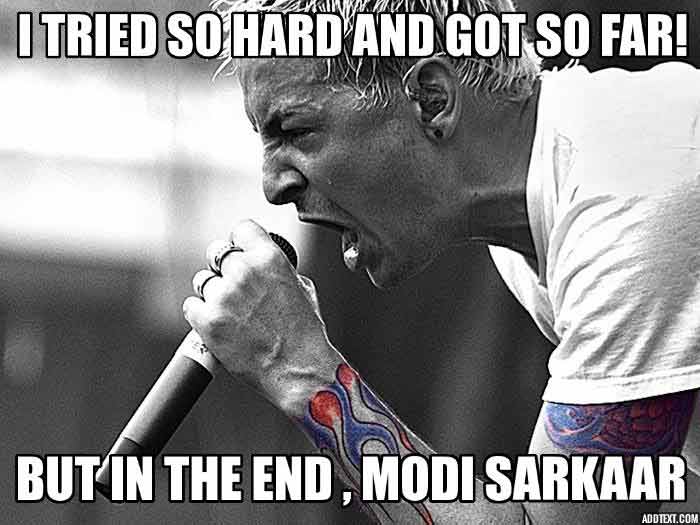 I TRIED SO HARD AND GOT SO FAR!
BUT IN THE END , MODI SARKAAR
ADDTEXT.COM